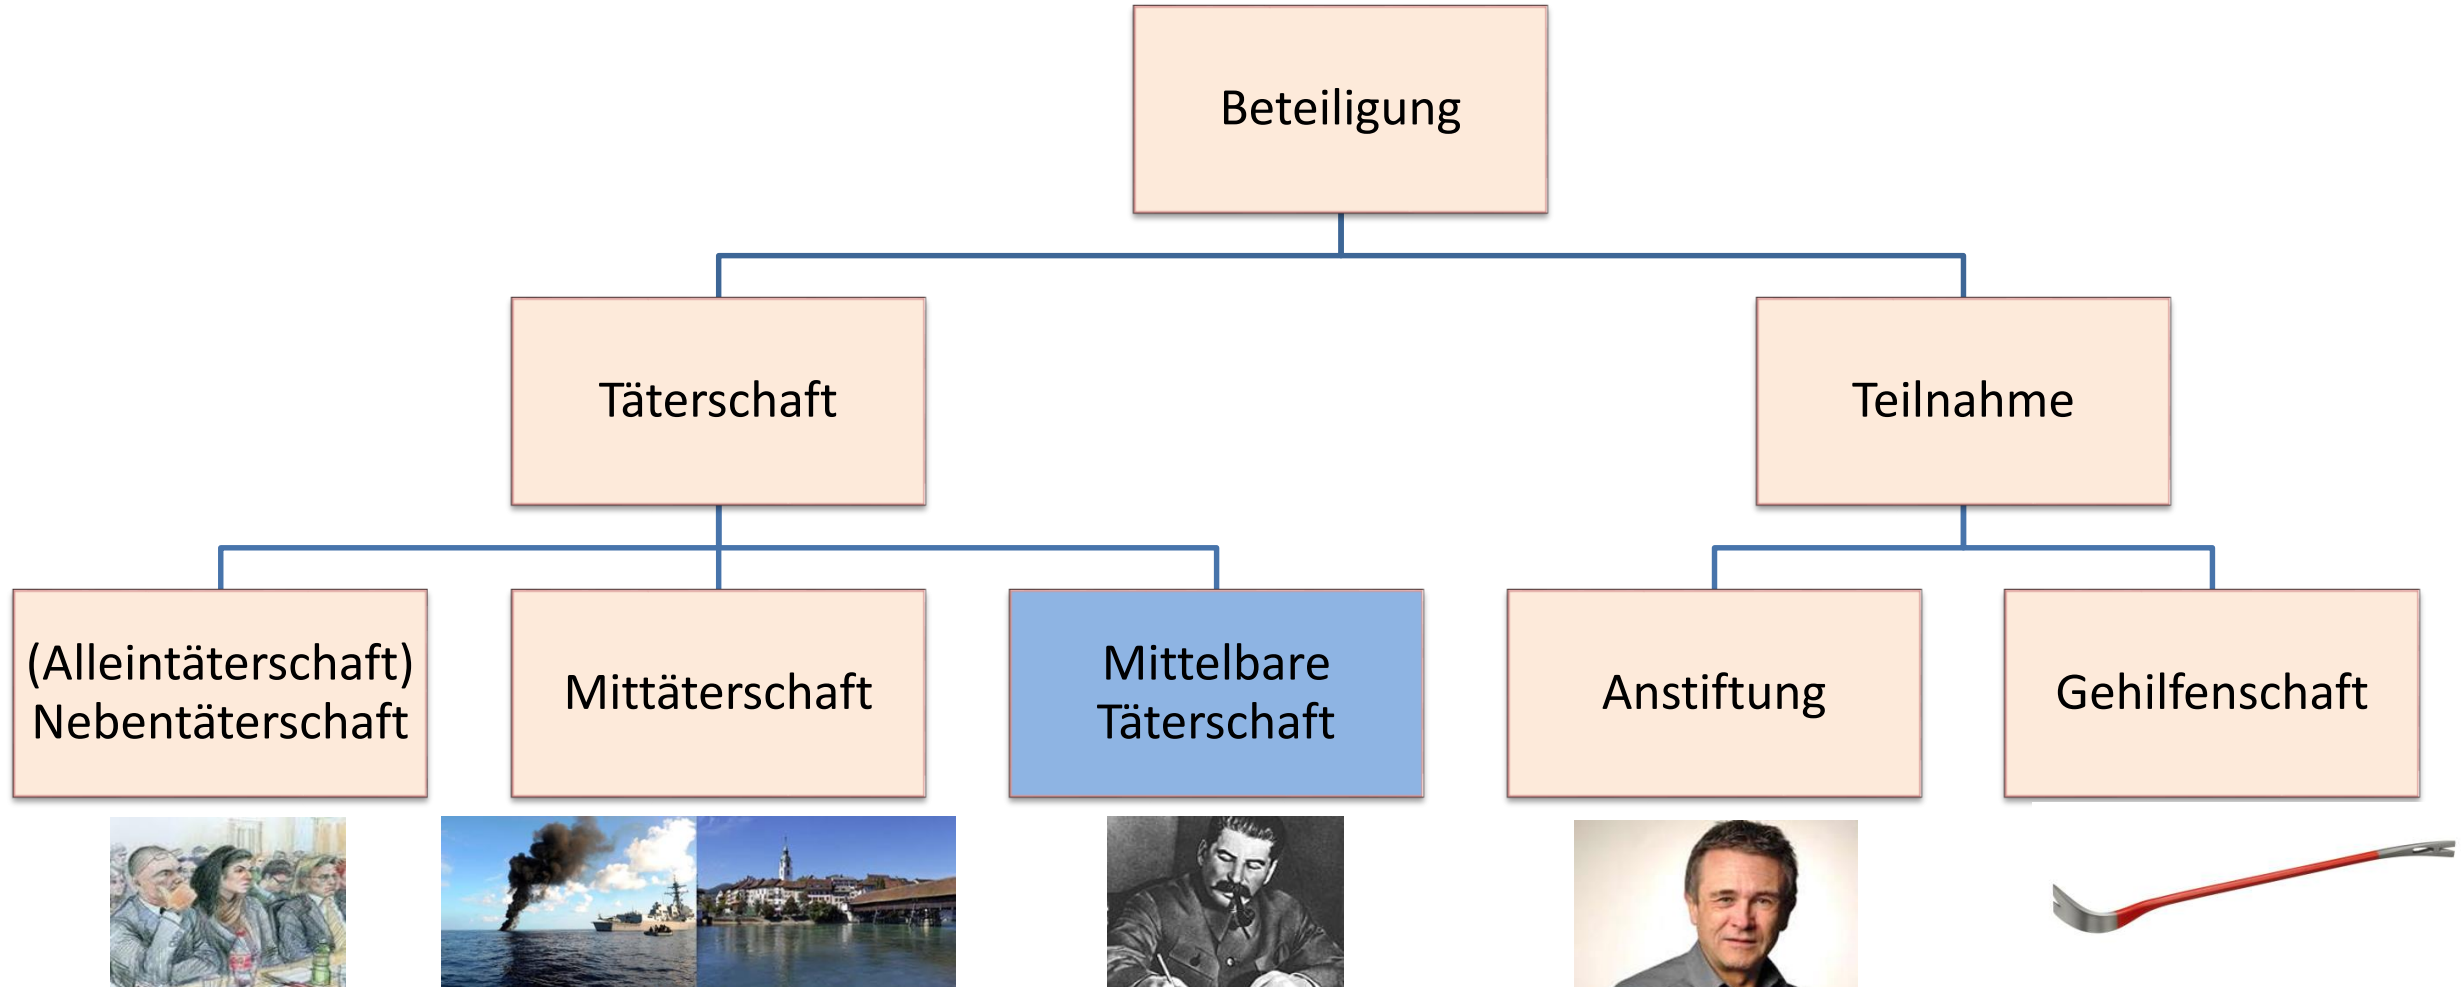 Beteiligung
Täterschaft
Teilnahme
(Alleintäterschaft)
Nebentäterschaft
Mittäterschaft
Mittelbare
Täterschaft
Anstiftung
Gehilfenschaft